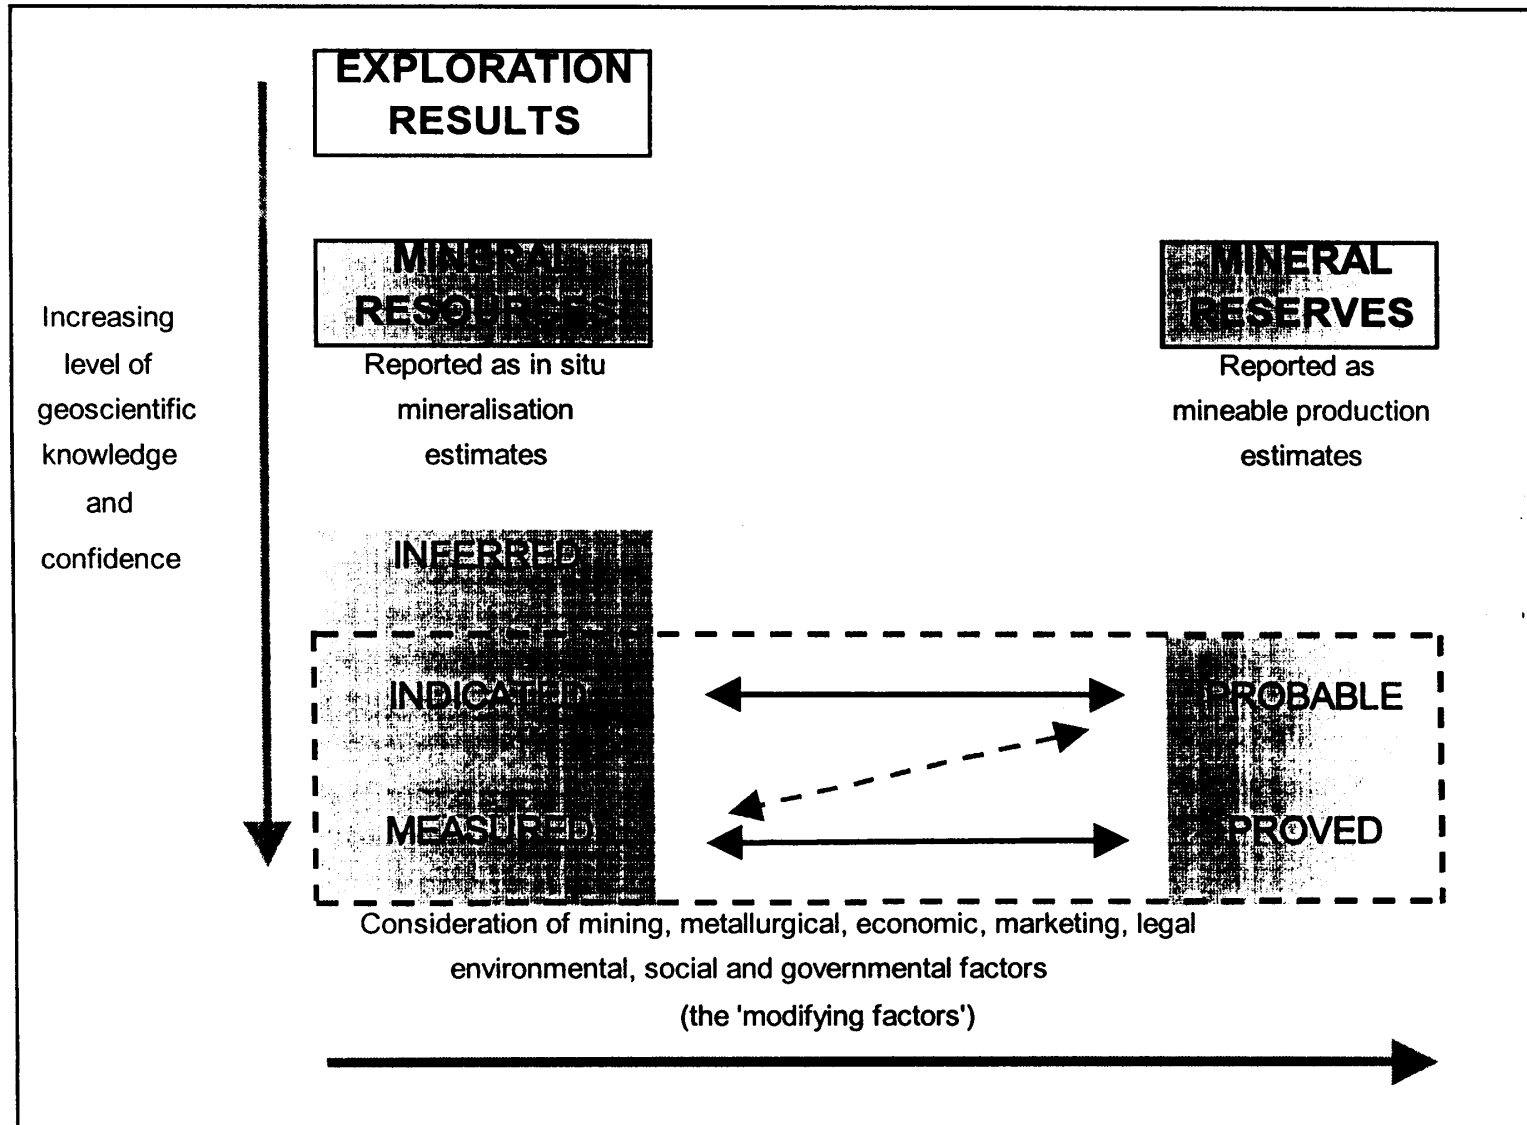 EXPLORATION
RESULTS
MINERAL
RESOURCES
MINERAL
RESERVES
Increasing
level of
geoscientific
knowledge
and
confidence
Reported as in situ
mineralisation
estimates
Reported as
mineable production
estimates
INFERRED
INDICATED
PROBABLE
MEASURED
PROVED
Consideration of mining, metallurgical, economic, marketing, legal
environmental, social and governmental factors
(the 'modifying factors')